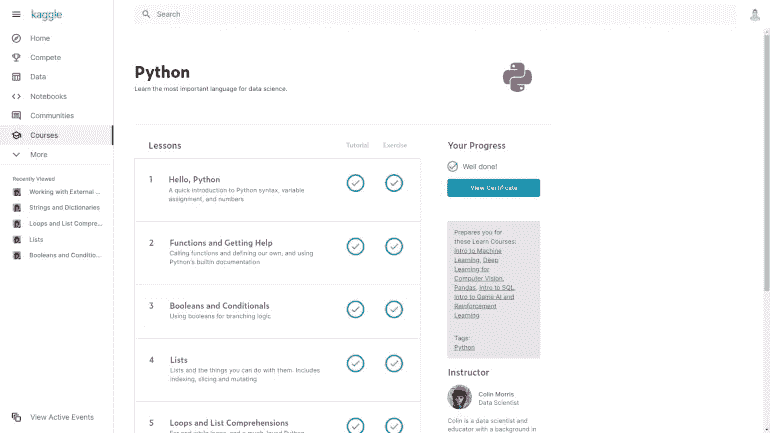 kaggle
Search
Home
Compete
Data
Notebooks
Communities
Courses
More
Recently Viewed
Working with External ...
Strings and Dictionaries
Loops and List Compre...
Lists
Booleans and Conditio...
View Active Events
Python
Learn the most important language for data science.
Lessons
Tutorial
Exercise
1
Hello, Python
A quick introduction to Python syntax, variable
assignment, and numbers
2
Functions and Getting Help
Calling functions and defining our own, and using
Python's builtin documentation
3
Booleans and Conditionals
Using booleans for branching logic
4
Lists
Lists and the things you can do with them. Includes
indexing, slicing and mutating
5
Loops and List Comprehensions
Your Progress
Well done!
View Certificate
Prepares you for
these Learn Courses:
Intro to Machine
Learning, Deep
Learning for
Computer Vision,
Pandas, Intro to SQL,
Intro to Game AI and
Reinforcement
Learning
Tags:
Python
Instructor
Colin Morris
Data Scientist
Colin is a data scientist and
educator with a background in